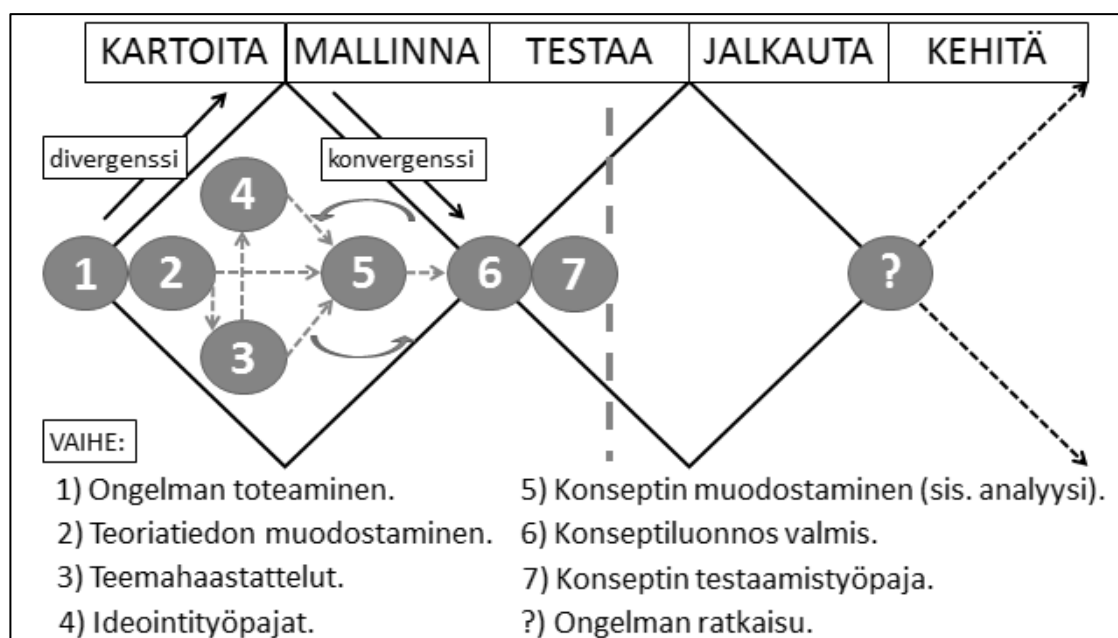 KARTOITA MALLINNA TESTAA JALKAUTA KEHITÄ
divergenssi
konvergenssi
4
1
2
5
6
7
?
3
VAIHE:
1) Ongelman toteaminen.
2) Teoriatiedon muodostaminen.
3) Teemahaastattelut.
4) Ideointityöpajat.
5) Konseptin muodostaminen (sis. analyysi).
6) Konseptiluonnos valmis.
7) Konseptin testaamistyöpaja.
?) Ongelman ratkaisu.